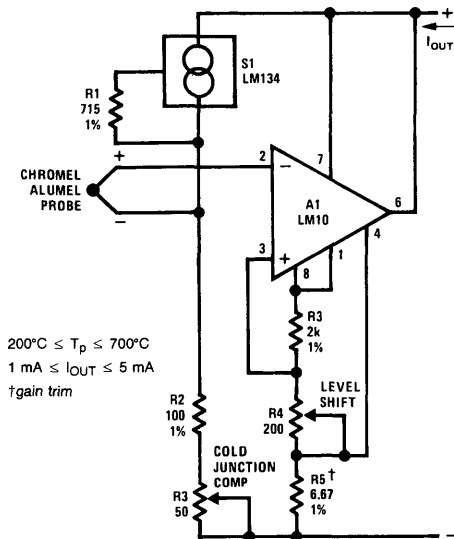 +
I_OUT
S1
LM134
R1
715
1%
+
CHROMEL
ALUMEL
PROBE
−
2
−
7
A1
LM10
6
4
3
+
8
1
R3
2k
1%
200°C ≤ Tp ≤ 700°C
1 mA ≤ IOUT ≤ 5 mA
†gain trim
LEVEL
SHIFT
R4
200
R2
100
1%
COLD
JUNCTION
COMP
R3
50
R5†
6.67
1%
−